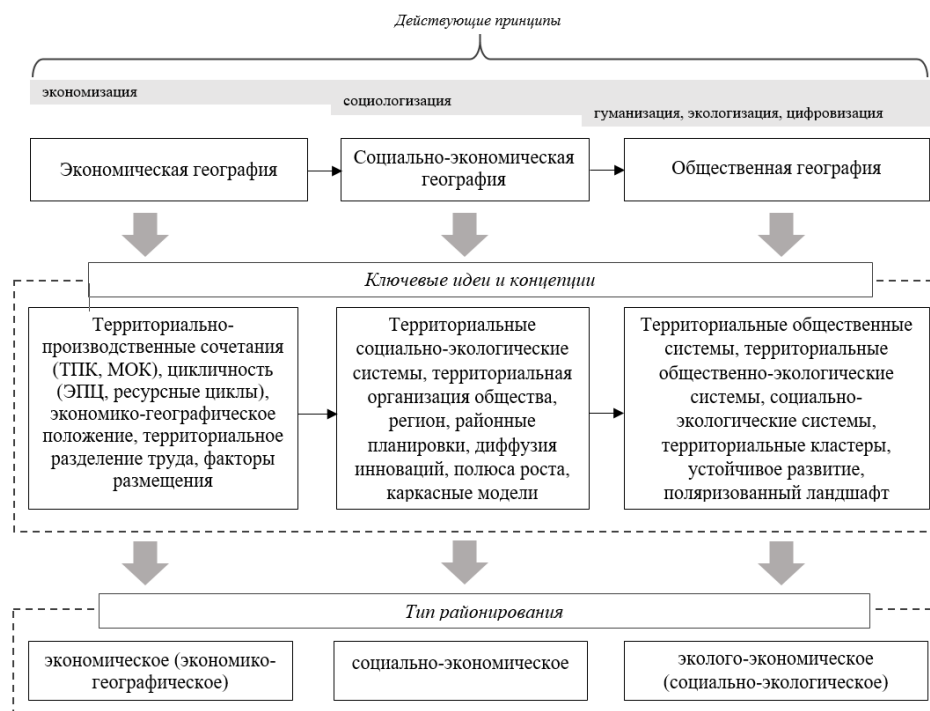 Действующие принципы
экономизация
социологизация
гуманизация, экологизация, цифровизация
Экономическая география
Социально-экономическая
география
Общественная география
Ключевые идеи и концепции
Территориально-
производственные сочетания
(ТПК, МОК), цикличность
(ЭПЦ, ресурсные циклы),
экономико-географическое
положение, территориальное
разделение труда, факторы
размещения
Территориальные
социально-экологические
системы, территориальная
организация общества,
регион, районные
планировки, диффузия
инноваций, полюса роста,
каркасные модели
Территориальные общественные
системы, территориальные
общественно-экологические
системы, социально-
экологические системы,
территориальные кластеры,
устойчивое развитие,
поляризованный ландшафт
Тип районирования
экономическое (экономико-
географическое)
социально-экономическое
эколого-экономическое
(социально-экологическое)